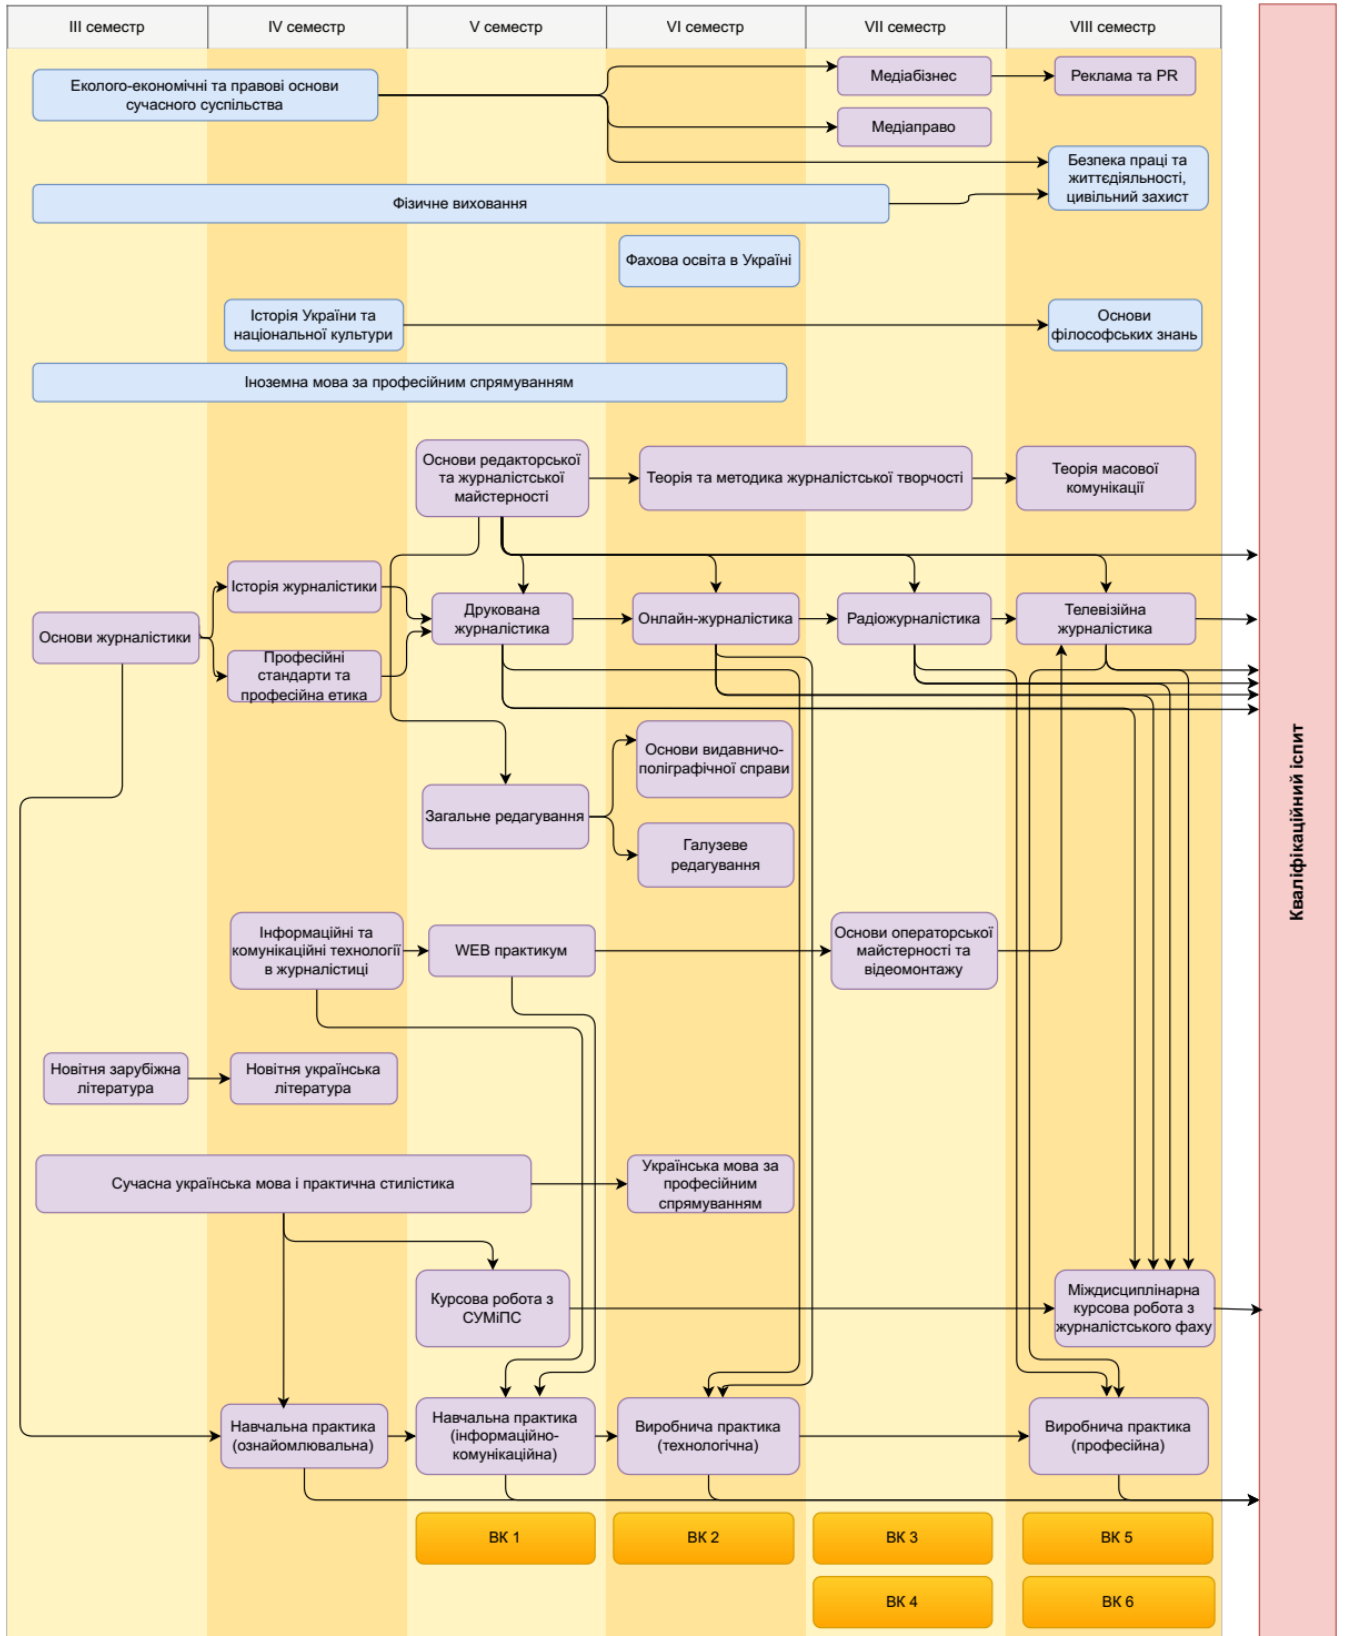 III семестр
IV семестр
V семестр
VI семестр
VII семестр
VIII семестр
Еколого-економічні та правові основи
сучасного суспільства
Медіабізнес
Реклама та PR
Медіаправо
Безпека праці та
життєдіяльності,
цивільний захист
Фізичне виховання
Фахова освіта в Україні
Історія України та
національної культури
Основи
філософських знань
Іноземна мова за професійним спрямуванням
Основи редакторської
та журналістської
майстерності
Теорія та методика журналістської творчості
Теорія масової
комунікації
Історія журналістики
Основи журналістики
Професійні
стандарти та
професійна етика
Друкована
журналістика
Онлайн-журналістика
Радіожурналістика
Телевізійна
журналістика
Основи видавничо-
поліграфічної справи
Загальне редагування
Галузеве
редагування
Кваліфікаційний іспит
Інформаційні та
комунікаційні технології
в журналістиці
WEB практикум
Основи операторської
майстерності та
відеомонтажу
Новітня зарубіжна
література
Новітня українська
література
Сучасна українська мова і практична стилістика
Українська мова за
професійним
спрямуванням
Курсова робота з
СУМіПС
Міждисциплінарна
курсова робота з
журналістського фаху
Навчальна практика
(ознайомлювальна)
Навчальна практика
(інформаційно-
комунікаційна)
Виробнича практика
(технологічна)
Виробнича практика
(професійна)
ВК 1
ВК 2
ВК 3
ВК 5
ВК 4
ВК 6